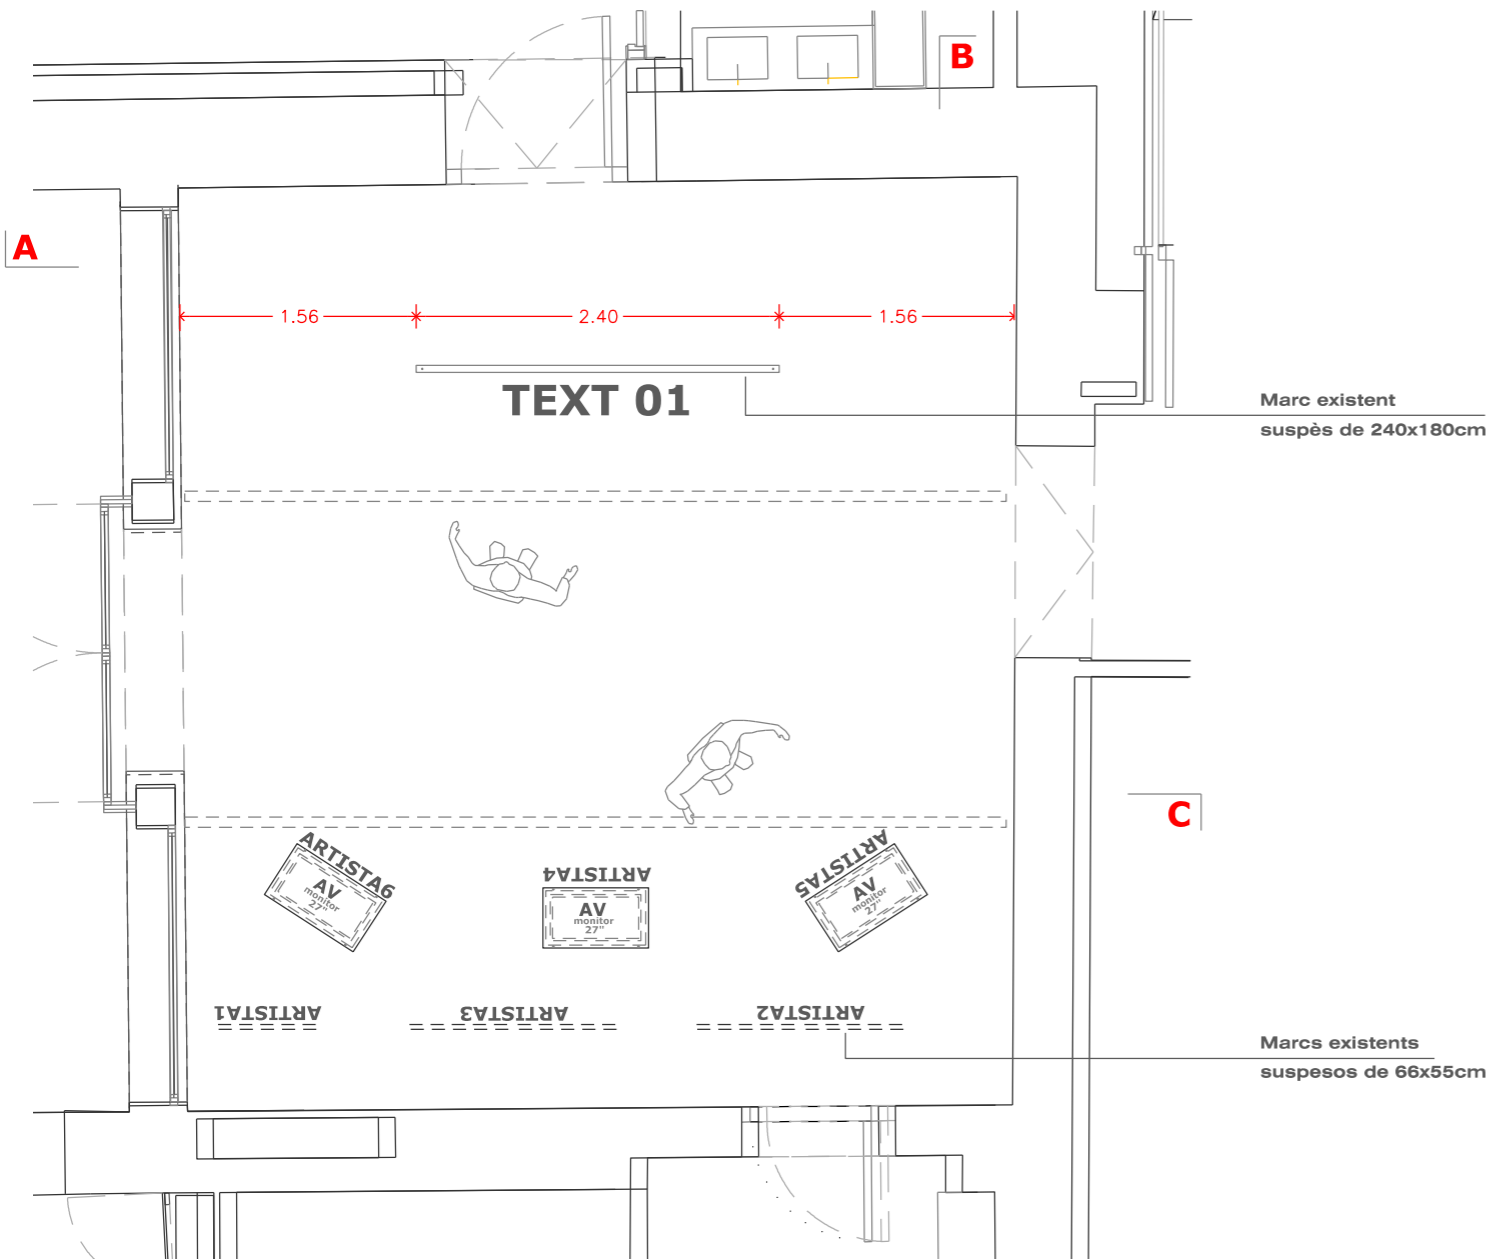 B
A
1.56
2.40
1.56
TEXT 01
Marc existent
suspès de 240x180cm
ARTISTA6
AV
monitor
27"
ARTISTA4
AV
monitor
27"
ARTISTA5
AV
monitor
27"
C
ARTISTA1
ARTISTA3
ARTISTA2
Marcs existents
suspesos de 66x55cm